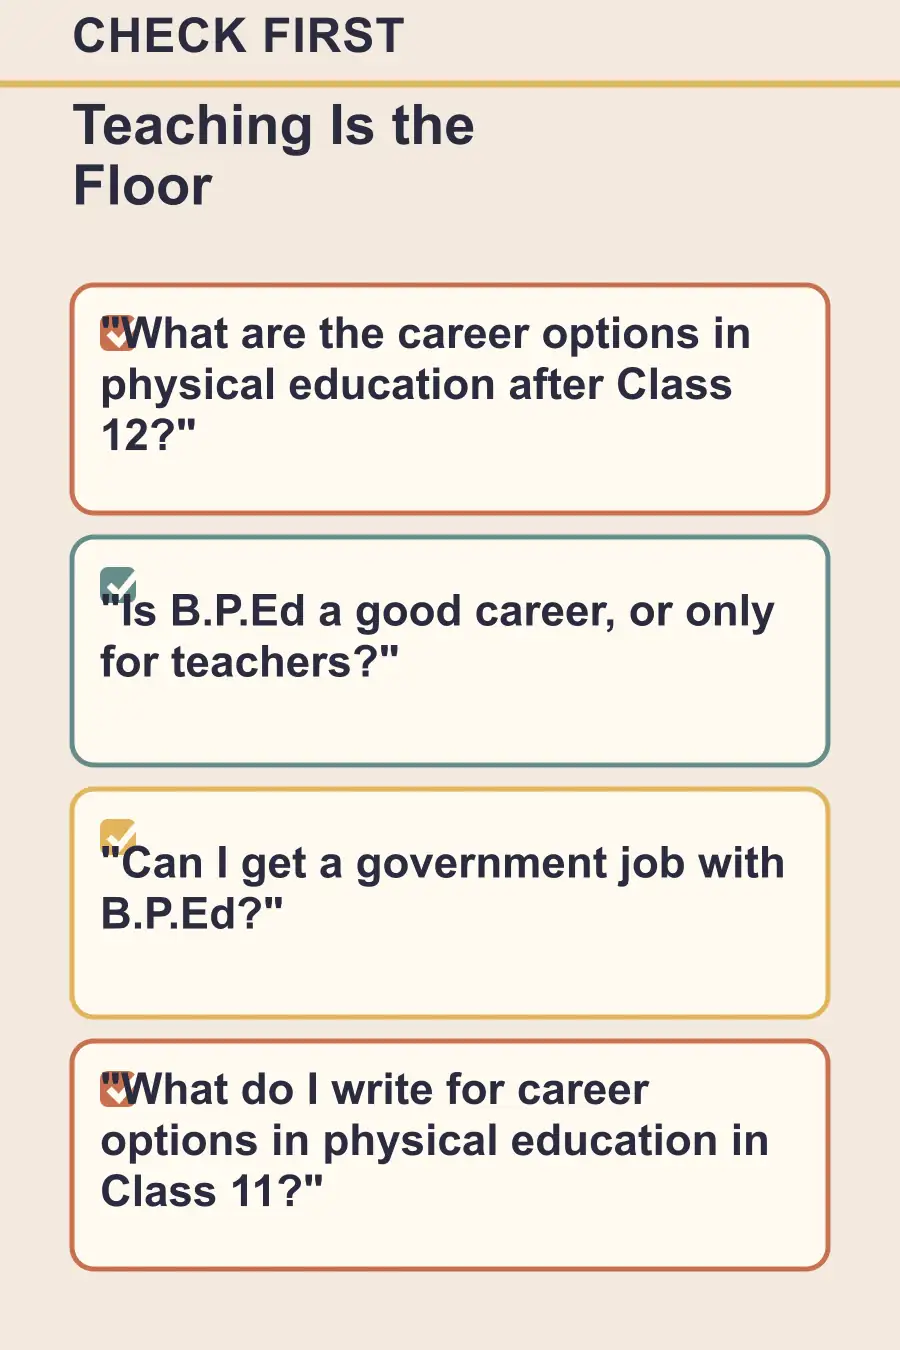 CHECK FIRST
Teaching Is the
Floor
"What are the career options in
physical education after Class
12?"
"Is B.P.Ed a good career, or only
for teachers?"
"Can I get a government job with
B.P.Ed?"
"What do I write for career
options in physical education in
Class 11?"